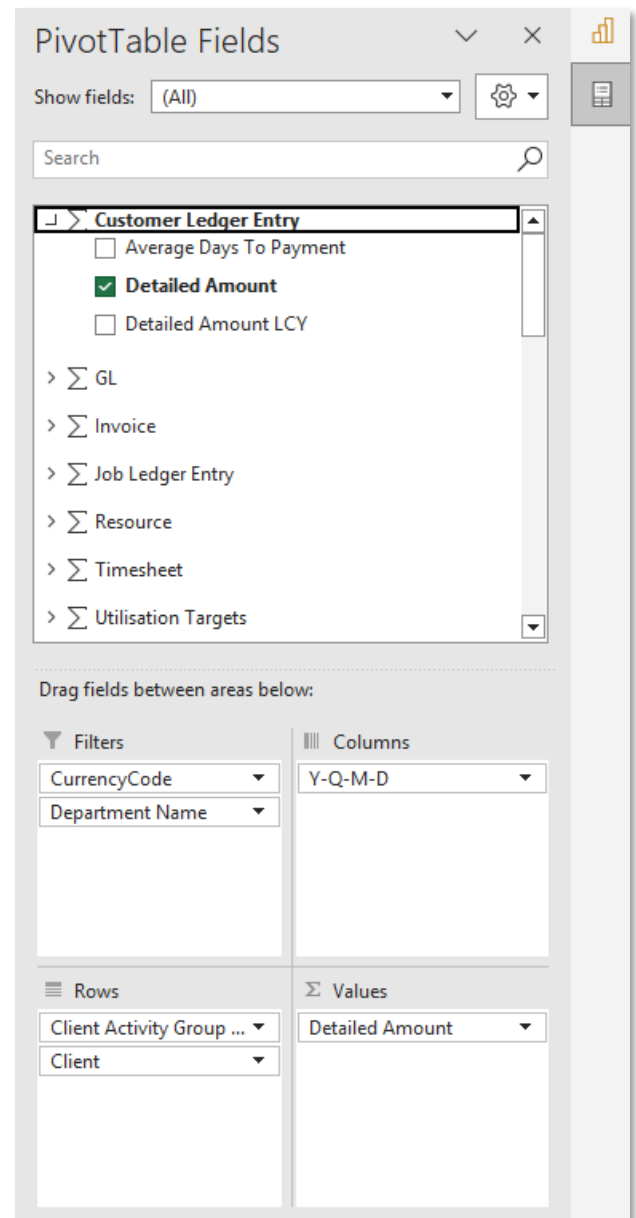 PivotTable Fields
Show fields: (All)
Search
Σ Customer Ledger Entry
Average Days To Payment
Detailed Amount
Detailed Amount LCY
Σ GL
Σ Invoice
Σ Job Ledger Entry
Σ Resource
Σ Timesheet
Σ Utilisation Targets
Drag fields between areas below:
Filters
CurrencyCode
Department Name
Columns
Y-Q-M-D
Rows
Client Activity Group ...
Client
Σ Values
Detailed Amount